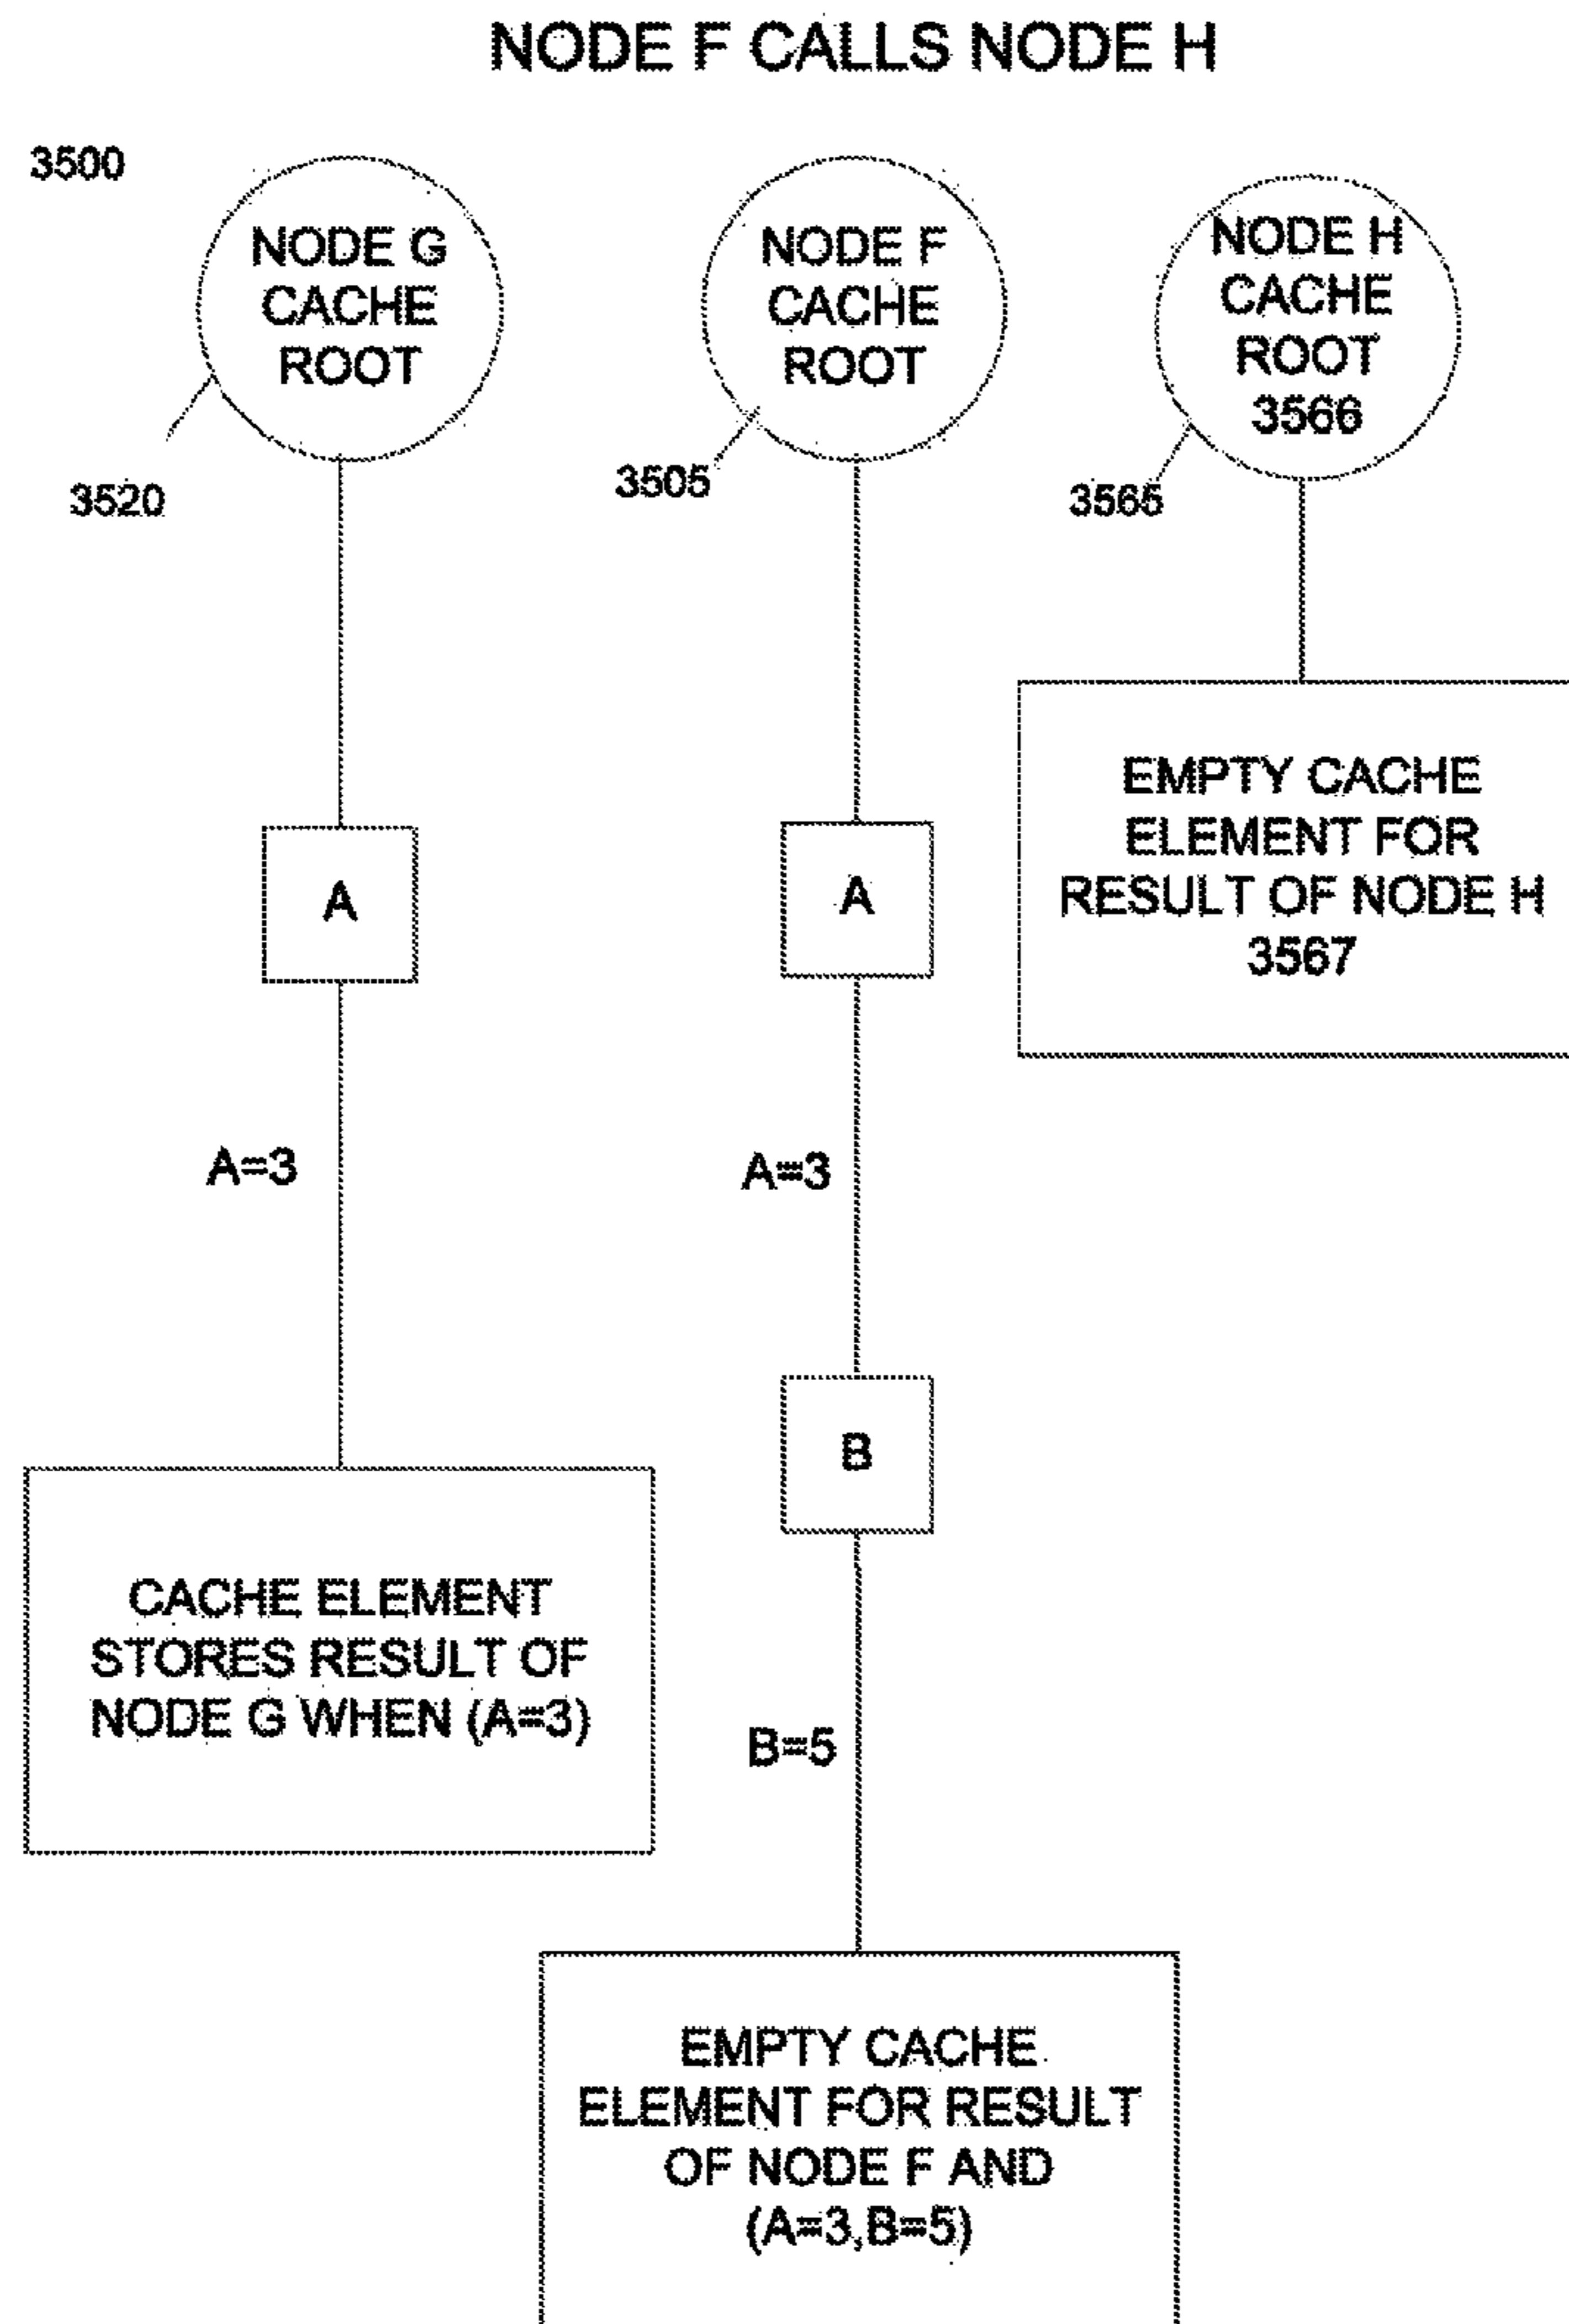 NODE F CALLS NODE H
3500
NODE G
CACHE
ROOT
3520
NODE F
CACHE
ROOT
3505
NODE H
CACHE
ROOT
3566
3565
EMPTY CACHE
ELEMENT FOR
RESULT OF NODE H
3567
A
A
A=3
A=3
B
CACHE ELEMENT
STORES RESULT OF
NODE G WHEN (A=3)
B=5
EMPTY CACHE
ELEMENT FOR RESULT
OF NODE F AND
(A=3,B=5)